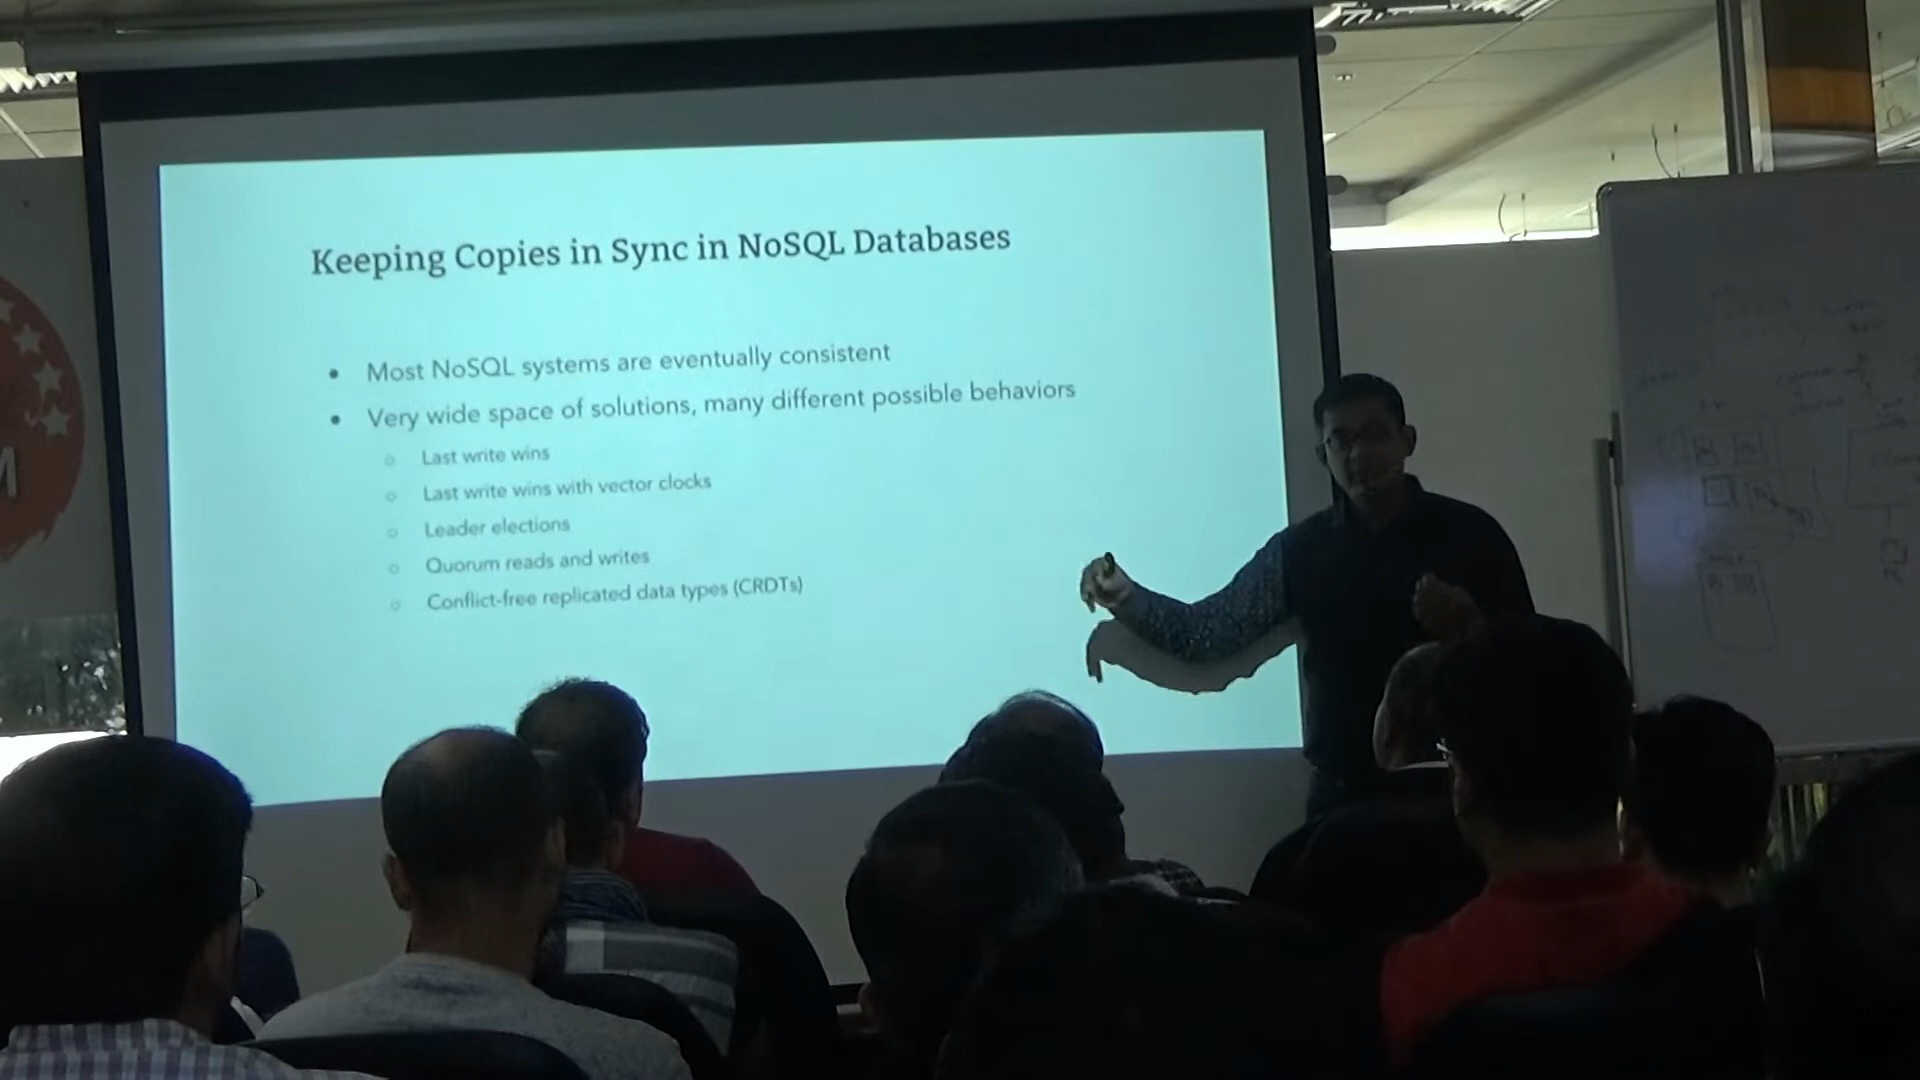 Keeping Copies in Sync in NoSQL Databases
● Most NoSQL systems are eventually consistent
● Very wide space of solutions, many different possible behaviors
○ Last write wins
○ Last write wins with vector clocks
○ Leader elections
○ Quorum reads and writes
○ Conflict-free replicated data types (CRDTs)
M